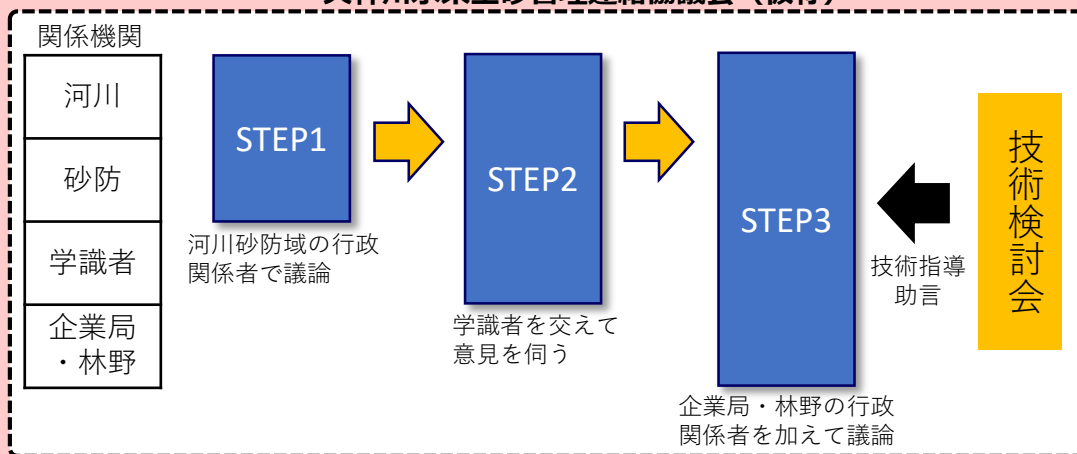 関係機関
河川
砂防
学識者
企業局
・林野
STEP1
河川砂防域の行政
関係者で議論
STEP2
学識者を交えて
意見を伺う
STEP3
企業局・林野の行政
関係者を加えて議論
技術指導
助言
技術検討会